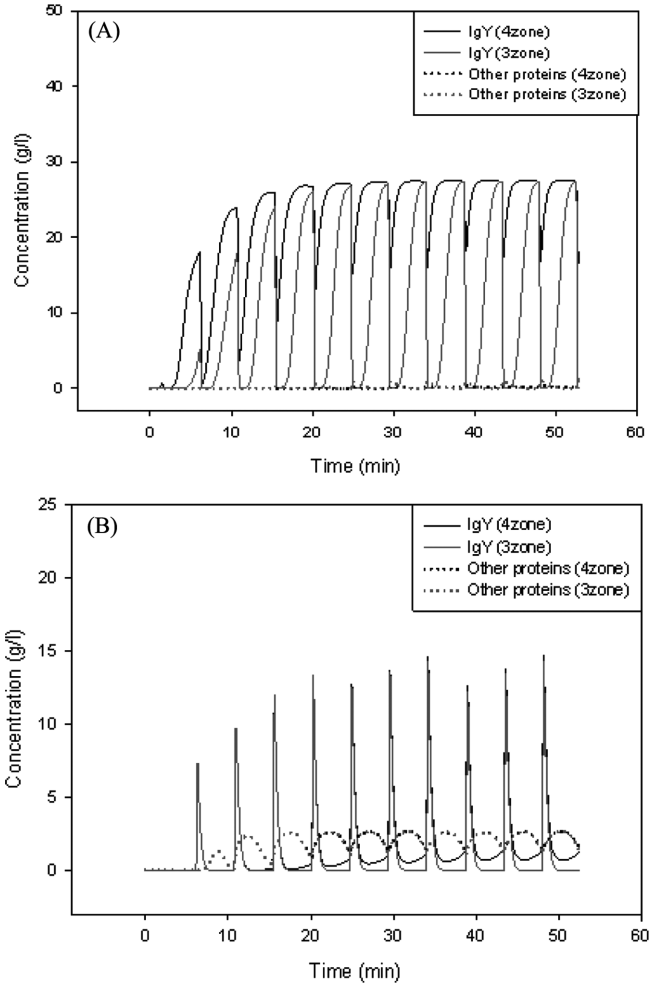 (A)
50
40
30
20
10
0
Concentration (g/l)
IgY (4zone)
IgY (3zone)
Other proteins (4zone)
Other proteins (3zone)
0 10 20 30 40 50 60
Time (min)
(B)
25
20
15
10
5
0
Concentration (g/l)
IgY (4zone)
IgY (3zone)
Other proteins (4zone)
Other proteins (3zone)
0 10 20 30 40 50 60
Time (min)